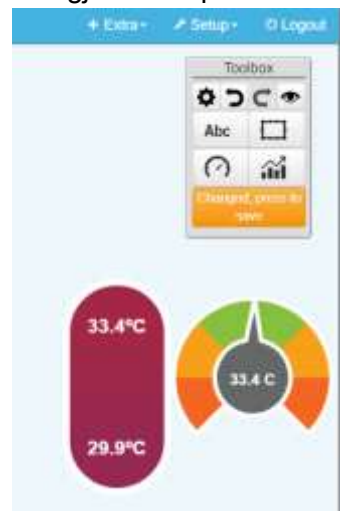 + Extra Setup Logout
Toolbox
Abc
Changed, press to
save
33.4°C
33.4 C
29.9°C